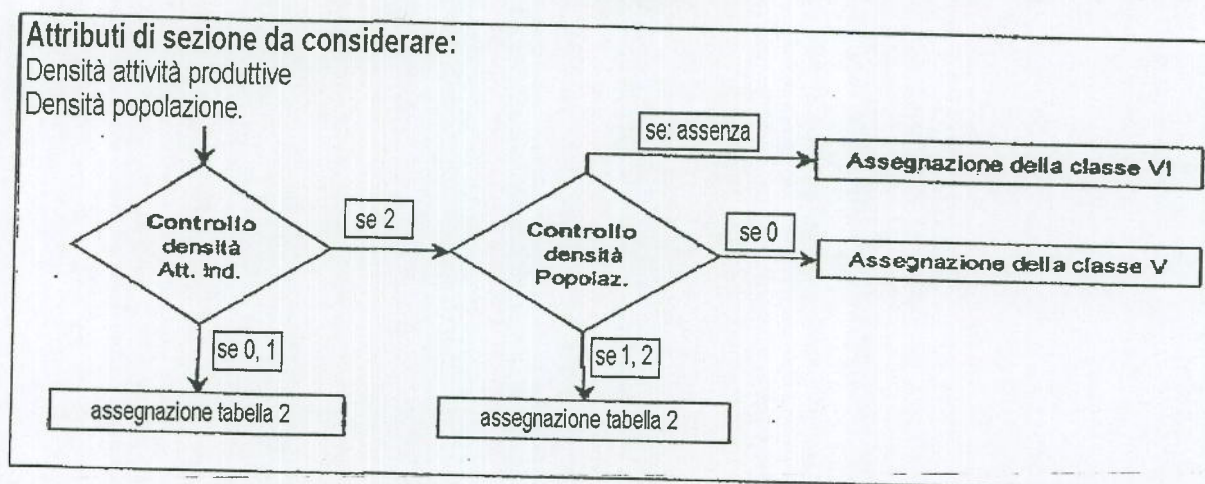 Attributi di sezione da considerare:
Densità attività produttive
Densità popolazione.
se: assenza
Assegnazione della classe VI
Controllo
densità
Att. Ind.
se 2
Controllo
densità
Popolaz.
se 0
Assegnazione della classe V
se 0, 1
se 1, 2
assegnazione tabella 2
assegnazione tabella 2